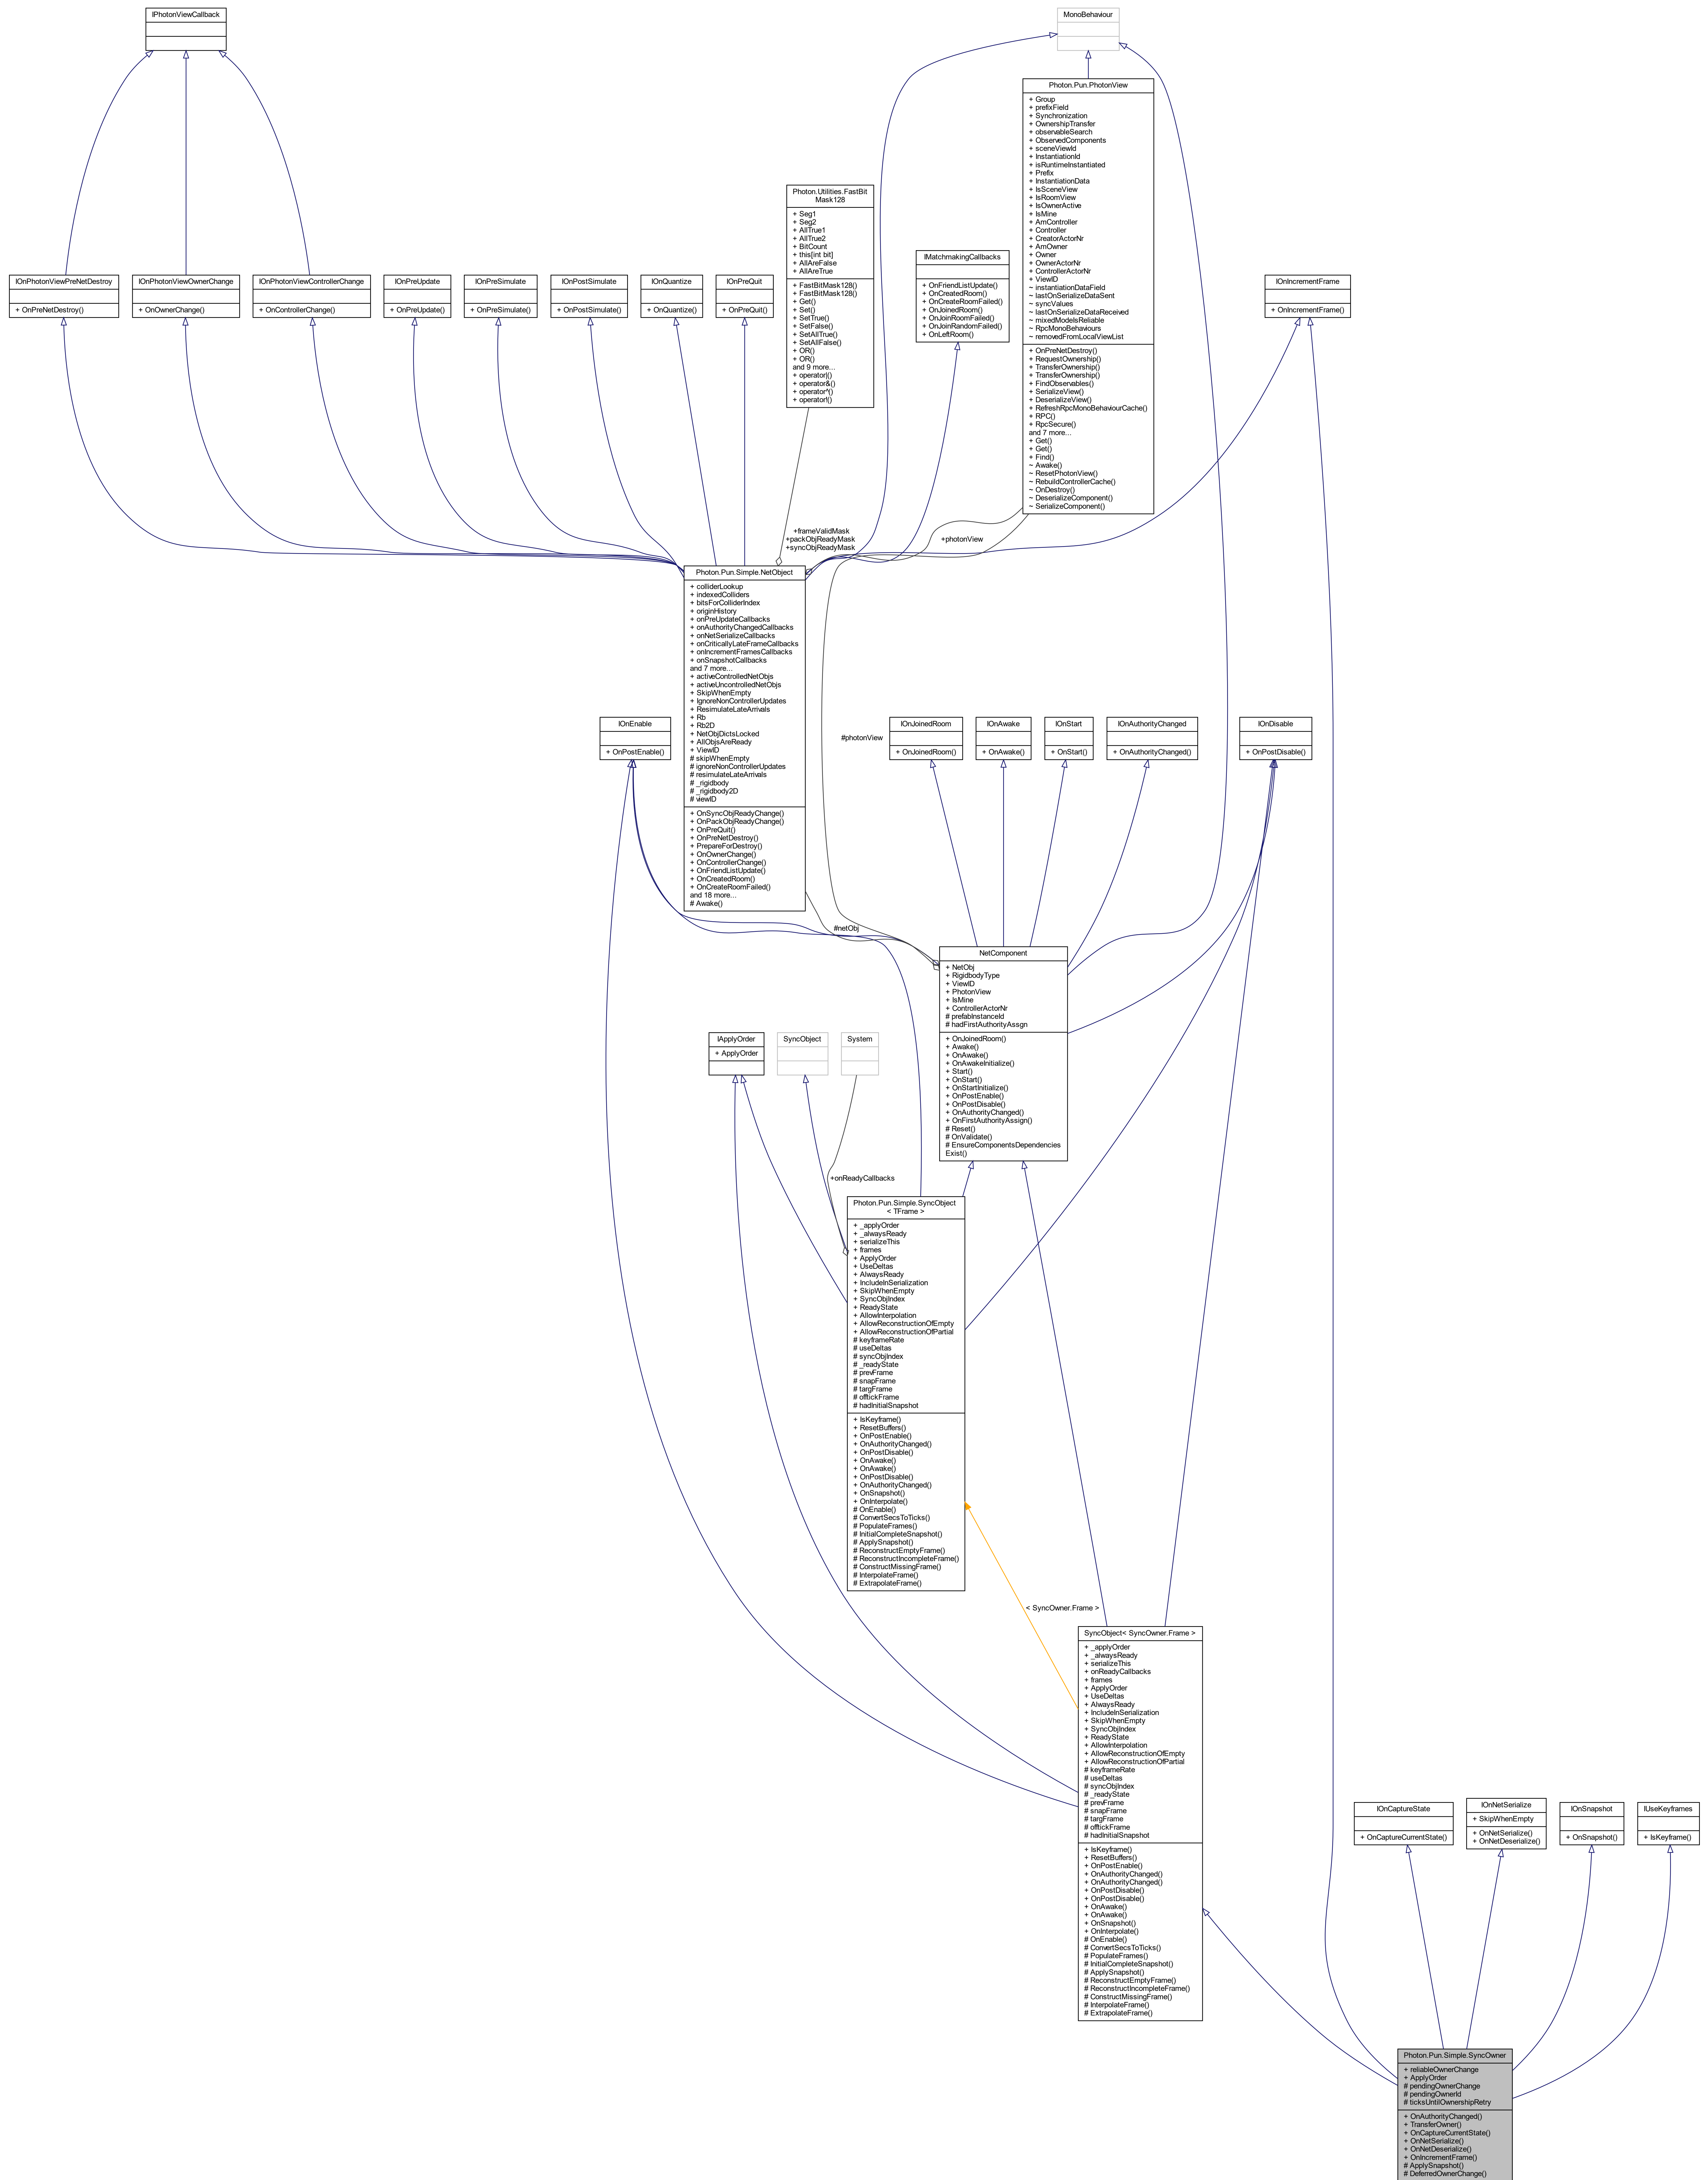 IPhotonViewCallback
MonoBehaviour
Photon.Pun.PhotonView
+ Group
+ prefixField
+ Synchronization
+ OwnershipTransfer
+ observableSearch
+ ObservedComponents
+ sceneViewId
+ InstantiationId
+ isRuntimeInstantiated
+ Prefix
+ InstantiationData
+ IsSceneView
+ IsRoomView
+ IsOwnerActive
+ IsMine
+ AmController
+ Controller
+ CreatorActorNr
+ AmOwner
+ Owner
+ OwnerActorNr
+ ControllerActorNr
+ ViewID
~ instantiationDataField
~ lastOnSerializeDataSent
~ syncValues
~ lastOnSerializeDataReceived
~ mixedModeIsReliable
~ RpcMonoBehaviours
~ removedFromLocalViewList
+ OnPreNetDestroy()
+ RequestOwnership()
+ TransferOwnership()
+ TransferOwnership()
+ FindObservables()
+ SerializeView()
+ DeserializeView()
+ RefreshRpcMonoBehaviourCache()
+ RPC()
+ RpcSecure()
and 7 more...
+ Get()
+ Get()
+ Find()
~ Awake()
~ ResetPhotonView()
~ RebuildControllerCache()
~ OnDestroy()
~ DeserializeComponent()
~ SerializeComponent()
Photon.Utilities.FastBit
Mask128
+ Seg1
+ Seg2
+ AllTrue1
+ AllTrue2
+ BitCount
+ this[int bit]
+ AllAreFalse
+ AllAreTrue
+ FastBitMask128()
+ FastBitMask128()
+ Get()
+ Set()
+ SetTrue()
+ SetFalse()
+ SetAllTrue()
+ SetAllFalse()
+ OR()
+ OR()
and 9 more...
+ operator|()
+ operator&()
+ operator^()
+ operator!()
IMatchmakingCallbacks
+ OnFriendListUpdate()
+ OnCreatedRoom()
+ OnCreateRoomFailed()
+ OnJoinedRoom()
+ OnJoinRoomFailed()
+ OnJoinRandomFailed()
+ OnLeftRoom()
IOnPhotonViewPreNetDestroy
+ OnPreNetDestroy()
IOnPhotonViewOwnerChange
+ OnOwnerChange()
IOnPhotonViewControllerChange
+ OnControllerChange()
IOnPreUpdate
+ OnPreUpdate()
IOnPreSimulate
+ OnPreSimulate()
IOnPostSimulate
+ OnPostSimulate()
IOnQuantize
+ OnQuantize()
IOnPreQuit
+ OnPreQuit()
IOnIncrementFrame
+ OnIncrementFrame()
+frameValidMask
+packObjReadyMask
+syncObjReadyMask
+photonView
Photon.Pun.Simple.NetObject
+ colliderLookup
+ indexedColliders
+ bitsForColliderIndex
+ originHistory
+ onPreUpdateCallbacks
+ onAuthorityChangedCallbacks
+ onNetSerializeCallbacks
+ onCriticallyLateFrameCallbacks
+ onIncrementFramesCallbacks
+ onSnapshotCallbacks
and 7 more...
+ activeControlledNetObjs
+ activeUncontrolledNetObjs
+ SkipWhenEmpty
+ IgnoreNonControllerUpdates
+ ResimulateLateArrivals
+ Rb
+ Rb2D
+ NetObjDictsLocked
+ AllObjsAreReady
+ ViewID
# skipWhenEmpty
# ignoreNonControllerUpdates
# resimulateLateArrivals
# _rigidbody
# _rigidbody2D
# viewID
+ OnSyncObjReadyChange()
+ OnPackObjReadyChange()
+ OnPreQuit()
+ OnPreNetDestroy()
+ PrepareForDestroy()
+ OnOwnerChange()
+ OnControllerChange()
+ OnFriendListUpdate()
+ OnCreatedRoom()
+ OnCreateRoomFailed()
and 18 more...
# Awake()
IOnEnable
+ OnPostEnable()
#photonView
IOnJoinedRoom
+ OnJoinedRoom()
IOnAwake
+ OnAwake()
IOnStart
+ OnStart()
IOnAuthorityChanged
+ OnAuthorityChanged()
IOnDisable
+ OnPostDisable()
#netObj
NetComponent
+ NetObj
+ RigidbodyType
+ ViewID
+ PhotonView
+ IsMine
+ ControllerActorNr
# prefabInstanceId
# hadFirstAuthorityAssgn
+ OnJoinedRoom()
+ Awake()
+ OnAwake()
+ OnAwakeInitialize()
+ Start()
+ OnStart()
+ OnStartInitialize()
+ OnPostEnable()
+ OnPostDisable()
+ OnAuthorityChanged()
+ OnFirstAuthorityAssign()
# Reset()
# OnValidate()
# EnsureComponentsDependencies
Exist()
IApplyOrder
+ ApplyOrder
SyncObject
System
+onReadyCallbacks
Photon.Pun.Simple.SyncObject
< TFrame >
+ _applyOrder
+ _alwaysReady
+ serializeThis
+ frames
+ ApplyOrder
+ UseDeltas
+ AlwaysReady
+ IncludeInSerialization
+ SkipWhenEmpty
+ SyncObjIndex
+ ReadyState
+ AllowInterpolation
+ AllowReconstructionOfEmpty
+ AllowReconstructionOfPartial
# keyframeRate
# useDeltas
# syncObjIndex
# _readyState
# prevFrame
# snapFrame
# targFrame
# offtickFrame
# hadInitialSnapshot
+ IsKeyframe()
+ ResetBuffers()
+ OnPostEnable()
+ OnAuthorityChanged()
+ OnPostDisable()
+ OnAwake()
+ OnAwake()
+ OnPostDisable()
+ OnAuthorityChanged()
+ OnSnapshot()
+ OnInterpolate()
# OnEnable()
# ConvertSecsToTicks()
# PopulateFrames()
# InitialCompleteSnapshot()
# ApplySnapshot()
# ReconstructEmptyFrame()
# ReconstructIncompleteFrame()
# ConstructMissingFrame()
# InterpolateFrame()
# ExtrapolateFrame()
< SyncOwner.Frame >
SyncObject< SyncOwner.Frame >
+ _applyOrder
+ _alwaysReady
+ serializeThis
+ onReadyCallbacks
+ frames
+ ApplyOrder
+ UseDeltas
+ AlwaysReady
+ IncludeInSerialization
+ SkipWhenEmpty
+ SyncObjIndex
+ ReadyState
+ AllowInterpolation
+ AllowReconstructionOfEmpty
+ AllowReconstructionOfPartial
# keyframeRate
# useDeltas
# syncObjIndex
# _readyState
# prevFrame
# snapFrame
# targFrame
# offtickFrame
# hadInitialSnapshot
+ IsKeyframe()
+ ResetBuffers()
+ OnPostEnable()
+ OnAuthorityChanged()
+ OnAuthorityChanged()
+ OnPostDisable()
+ OnPostDisable()
+ OnAwake()
+ OnAwake()
+ OnSnapshot()
+ OnInterpolate()
# OnEnable()
# ConvertSecsToTicks()
# PopulateFrames()
# InitialCompleteSnapshot()
# ApplySnapshot()
# ReconstructEmptyFrame()
# ReconstructIncompleteFrame()
# ConstructMissingFrame()
# InterpolateFrame()
# ExtrapolateFrame()
IOnCaptureState
+ OnCaptureCurrentState()
IOnNetSerialize
+ SkipWhenEmpty
+ OnNetSerialize()
+ OnNetDeserialize()
IOnSnapshot
+ OnSnapshot()
IUseKeyframes
+ IsKeyframe()
Photon.Pun.Simple.SyncOwner
+ reliableOwnerChange
+ ApplyOrder
# pendingOwnerChange
# pendingOwnerId
# ticksUntilOwnershipRetry
+ OnAuthorityChanged()
+ TransferOwner()
+ OnCaptureCurrentState()
+ OnNetSerialize()
+ OnNetDeserialize()
+ OnIncrementFrame()
# ApplySnapshot()
# DeferredOwnerChange()